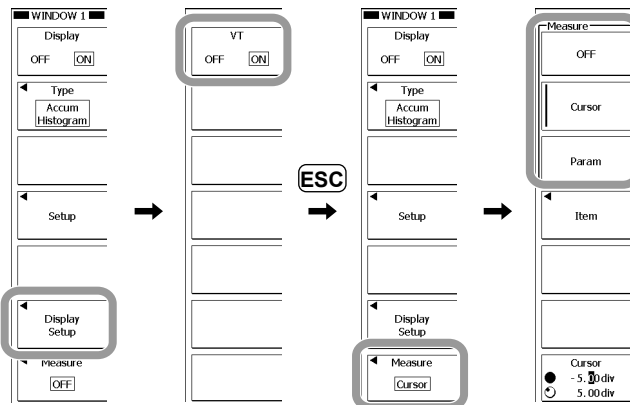 WINDOW 1
Display
OFF ON
Type
Accum
Histogram
Setup
Display
Setup
Measure
OFF
VT
OFF ON
ESC
WINDOW 1
Display
OFF ON
Type
Accum
Histogram
Setup
Display
Setup
Measure
Cursor
Measure
OFF
Cursor
Param
Item
Cursor
-5.00div
5.00div